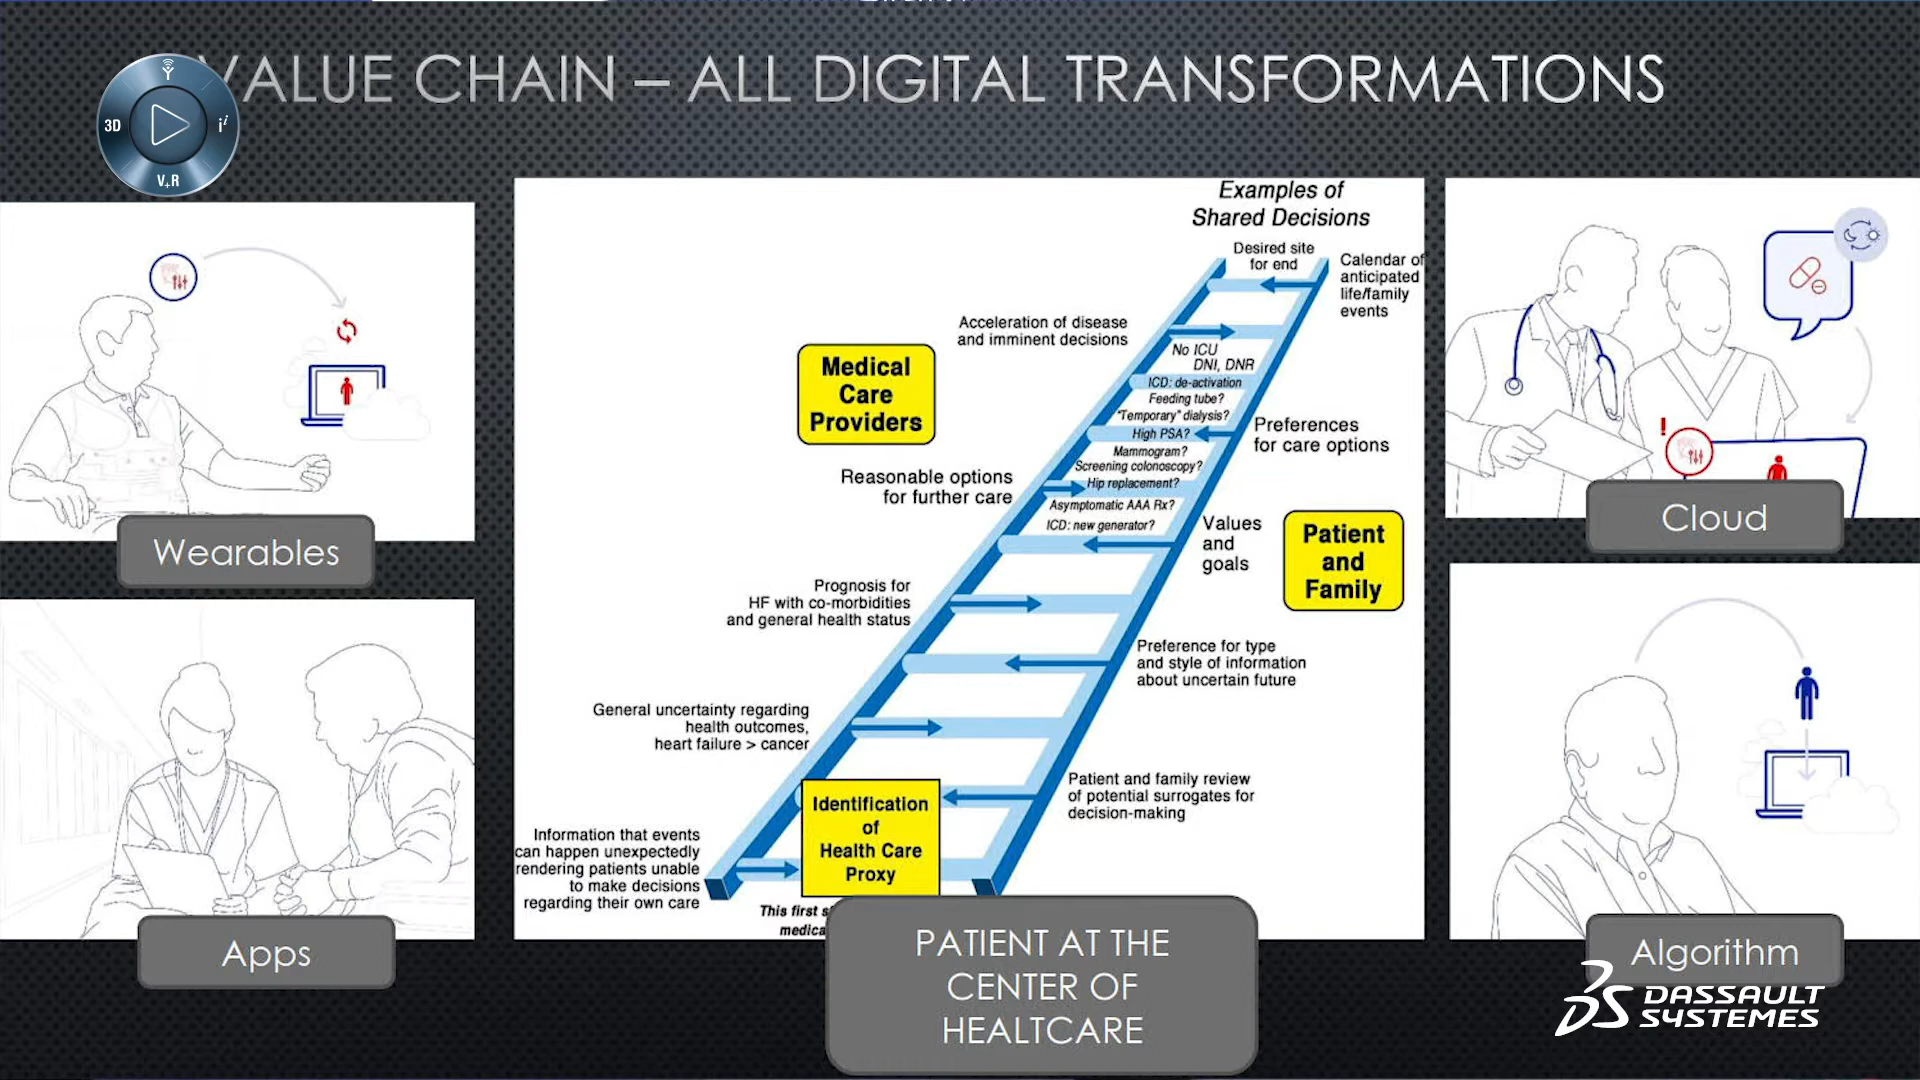 VALUE CHAIN – ALL DIGITAL TRANSFORMATIONS
3D
i
V+R
Examples of
Shared Decisions
Desired site
for end
Calendar of
anticipated
life/family
events
Acceleration of disease
and imminent decisions
No ICU
DNI, DNR
ICD: de-activation
Feeding tube?
"Temporary" dialysis?
High PSA?
Mammogram?
Screening colonoscopy?
Hip replacement?
Asymptomatic AAA Rx?
ICD: new generator?
Medical
Care
Providers
Preferences
for care options
Reasonable options
for further care
Values
and
goals
Patient
and
Family
Prognosis for
HF with co-morbidities
and general health status
Preference for type
and style of information
about uncertain future
General uncertainty regarding
health outcomes,
heart failure > cancer
Patient and family review
of potential surrogates for
decision-making
Identification
of
Health Care
Proxy
Information that events
can happen unexpectedly
rendering patients unable
to make decisions
regarding their own care
This first
Wearables
Apps
Cloud
!
Algorithm
PATIENT AT THE
CENTER OF
HEALTCARE
3DS DASSAULT
SYSTEMES